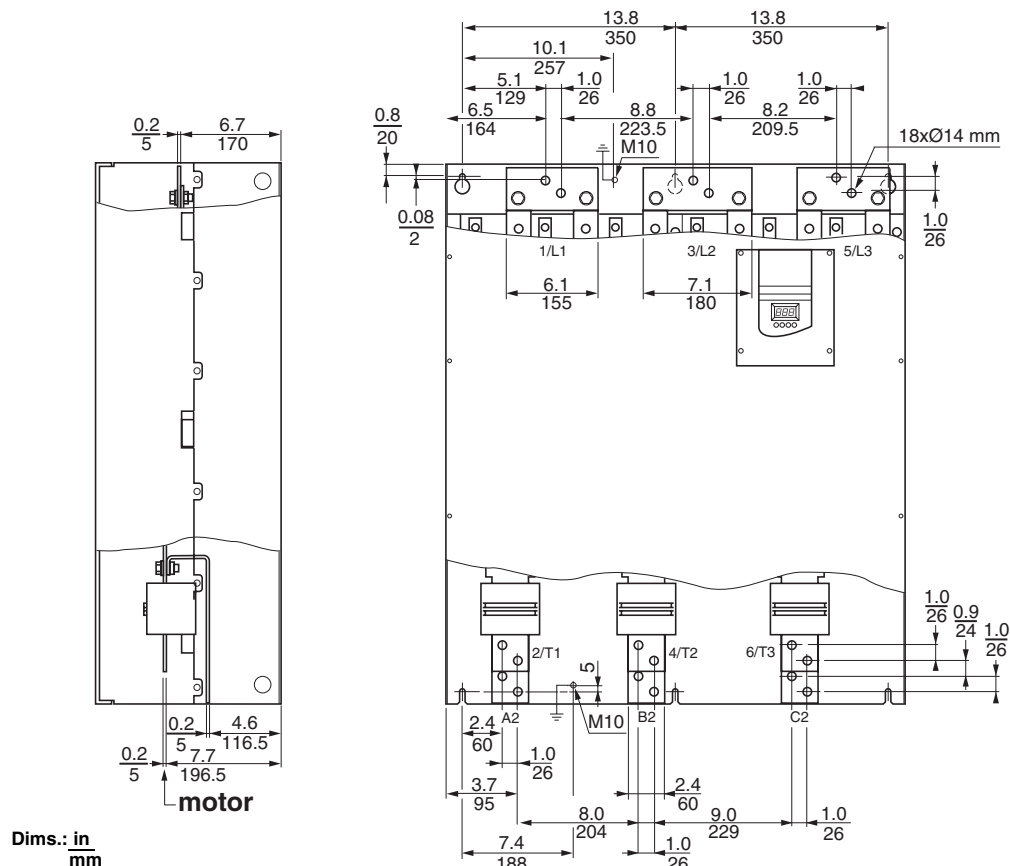 13.8 13.8
350 350
10.1
257
5.1 1.0 1.0 1.0
129 26 26 26
6.5 8.8 8.2
164 223.5 209.5
0.2 6.7 0.8
5 170 20
M10 18xØ14 mm
0.08
2
1.0
26
1/L1 3/L2 5/L3
6.1 7.1
155 180
888
1.0
26
0.9
24
1.0
26
2/T1 4/T2 6/T3
5
A2 B2 C2
M10
0.2 4.6
5 116.5
2.4
60
0.2 7.7
5 196.5
1.0
26
motor
3.7
95
2.4
60
8.0 9.0 1.0
204 229 26
7.4 1.0
188 26
Dims.: in
mm